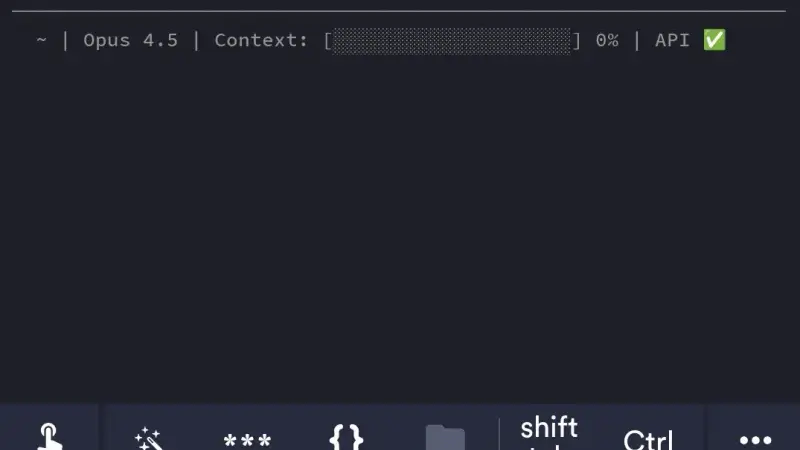 ~ | Opus 4.5 | Context: [░░░░░░░░░░░░░░░░░░░░] 0% | API ✅
*** {} shift Ctrl •••